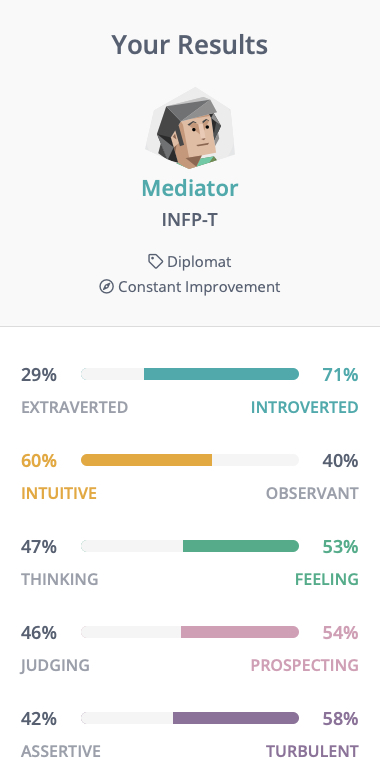 Your Results
Mediator
INFP-T
Diplomat
Constant Improvement
29% 71%
EXTRAVERTED INTROVERTED
60% 40%
INTUITIVE OBSERVANT
47% 53%
THINKING FEELING
46% 54%
JUDGING PROSPECTING
42% 58%
ASSERTIVE TURBULENT